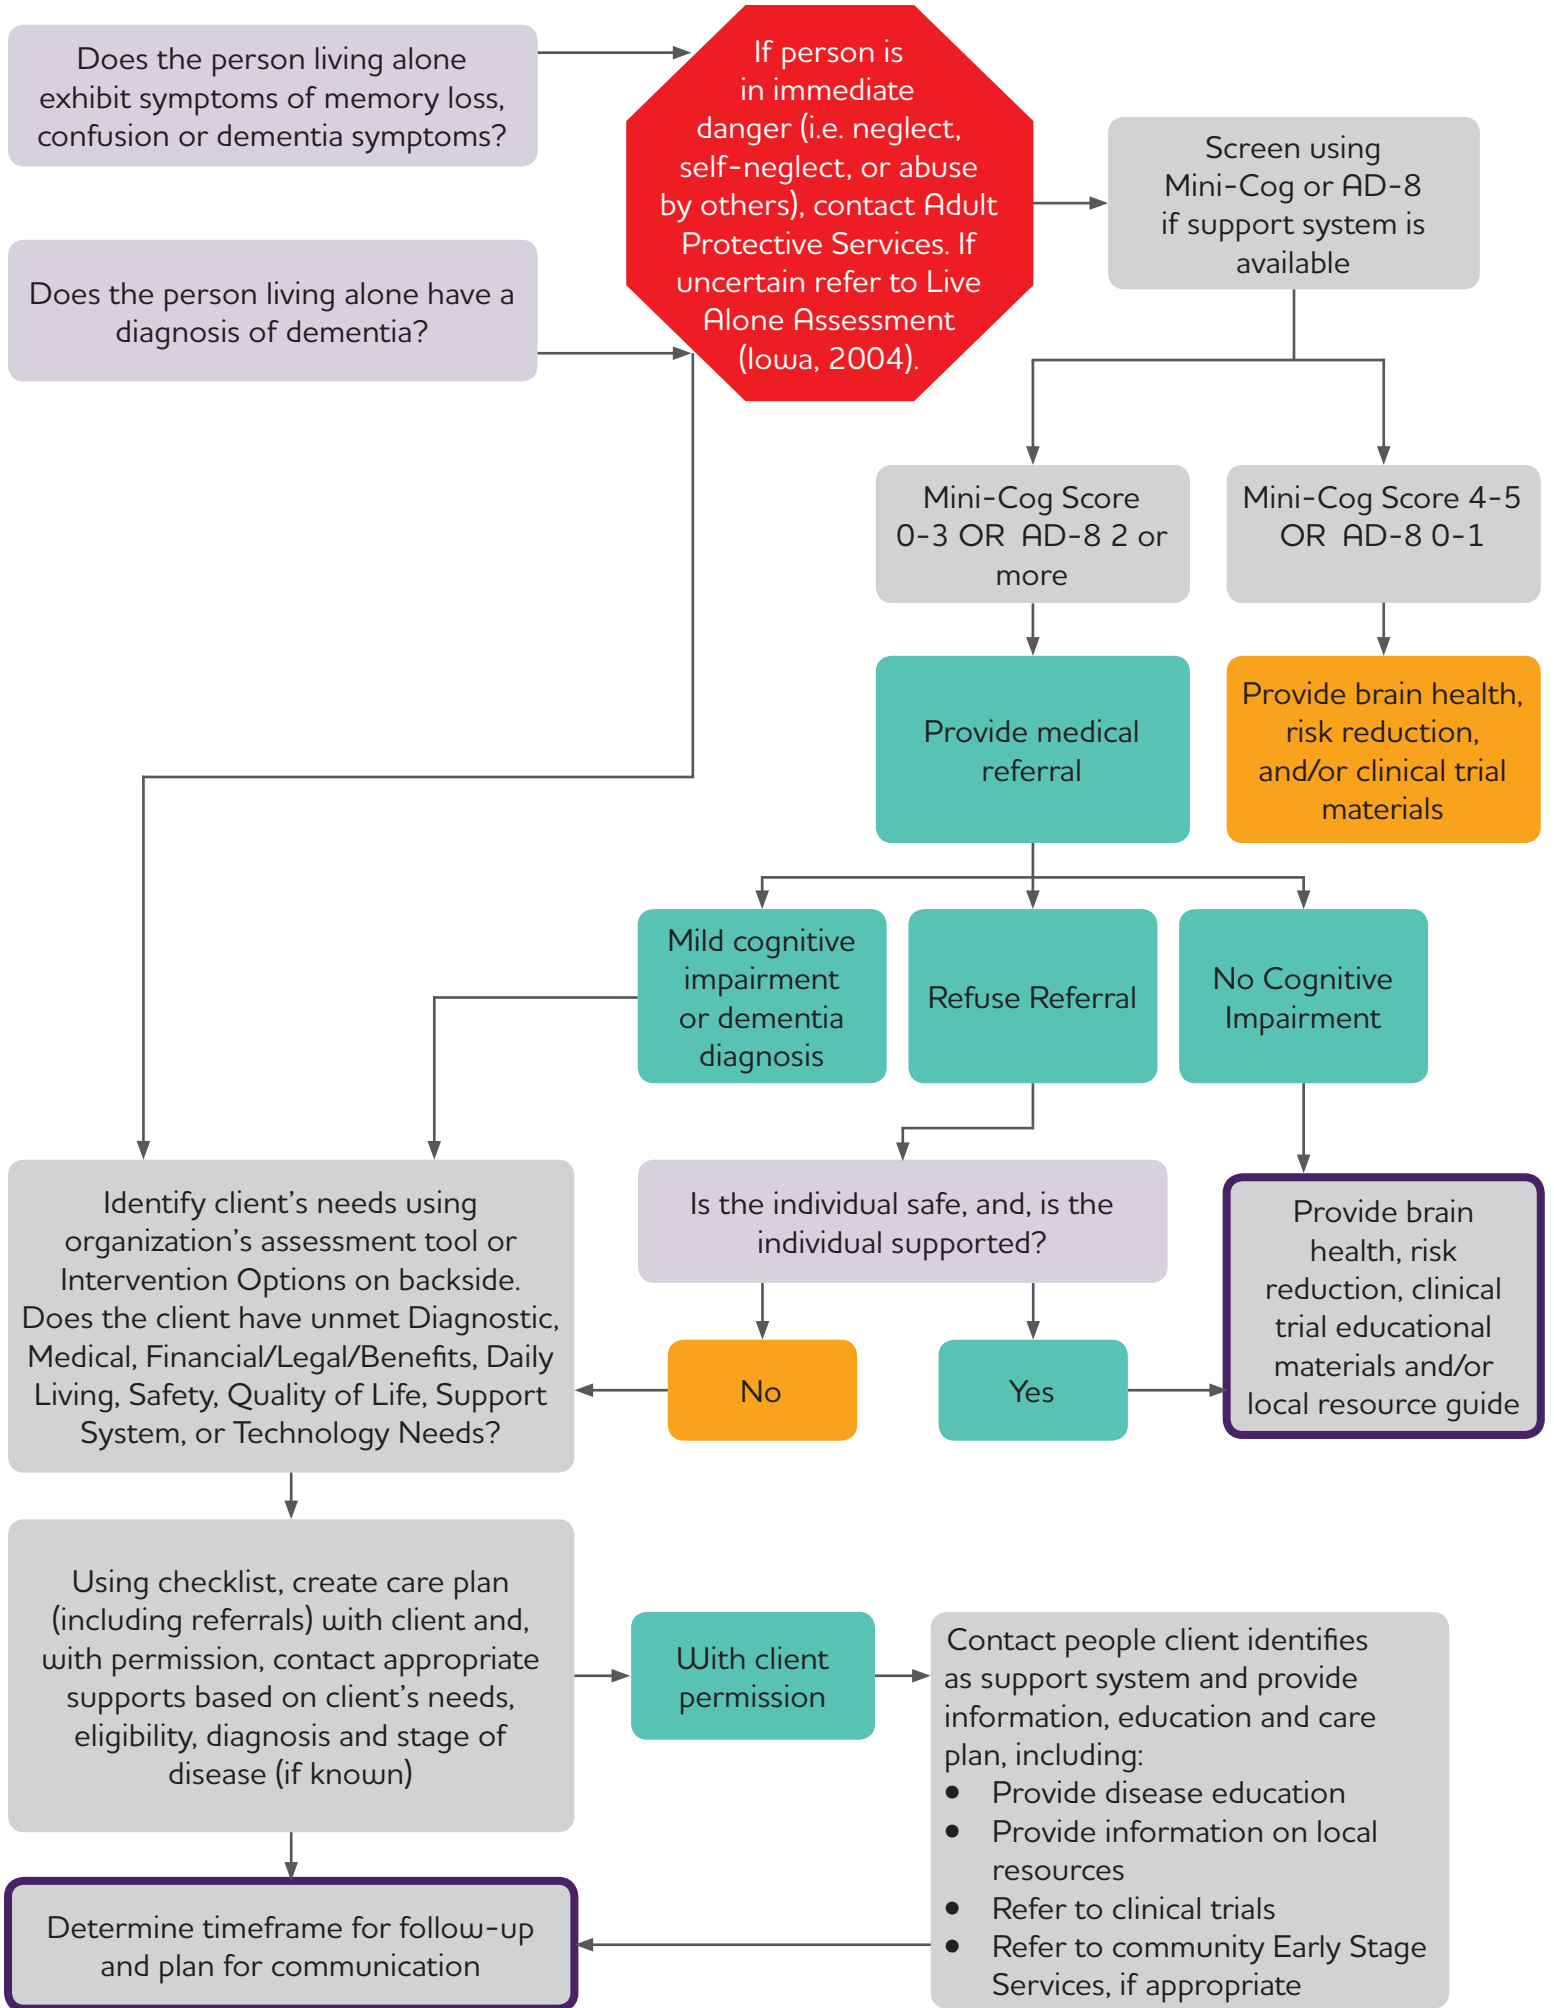 Does the person living alone
exhibit symptoms of memory loss,
confusion or dementia symptoms?
If person is
in immediate
danger (i.e. neglect,
self-neglect, or abuse
by others), contact Adult
Protective Services. If
uncertain refer to Live
Alone Assessment
(Iowa, 2004).
Screen using
Mini-Cog or AD-8
if support system is
available
Does the person living alone have a
diagnosis of dementia?
Mini-Cog Score
0-3 OR AD-8 2 or
more
Mini-Cog Score 4-5
OR AD-8 0-1
Provide medical
referral
Provide brain health,
risk reduction,
and/or clinical trial
materials
Mild cognitive
impairment
or dementia
diagnosis
Refuse Referral
No Cognitive
Impairment
Identify client’s needs using
organization’s assessment tool or
Intervention Options on backside.
Does the client have unmet Diagnostic,
Medical, Financial/Legal/Benefits, Daily
Living, Safety, Quality of Life, Support
System, or Technology Needs?
Is the individual safe, and, is the
individual supported?
No
Yes
Provide brain
health, risk
reduction, clinical
trial educational
materials and/or
local resource guide
Using checklist, create care plan
(including referrals) with client and,
with permission, contact appropriate
supports based on client’s needs,
eligibility, diagnosis and stage of
disease (if known)
With client
permission
Contact people client identifies
as support system and provide
information, education and care
plan, including:
• Provide disease education
• Provide information on local
resources
• Refer to clinical trials
• Refer to community Early Stage
Services, if appropriate
Determine timeframe for follow-up
and plan for communication